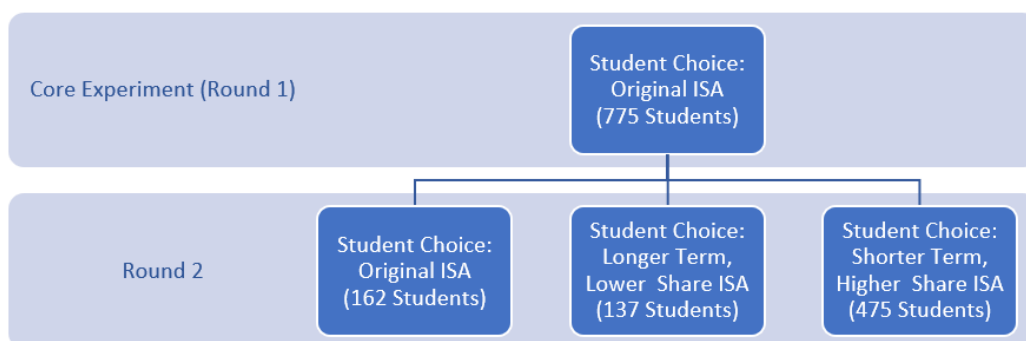 Core Experiment (Round 1)
Student Choice:
Original ISA
(775 Students)
Round 2
Student Choice:
Original ISA
(162 Students)
Student Choice:
Longer Term,
Lower Share ISA
(137 Students)
Student Choice:
Shorter Term,
Higher Share ISA
(475 Students)